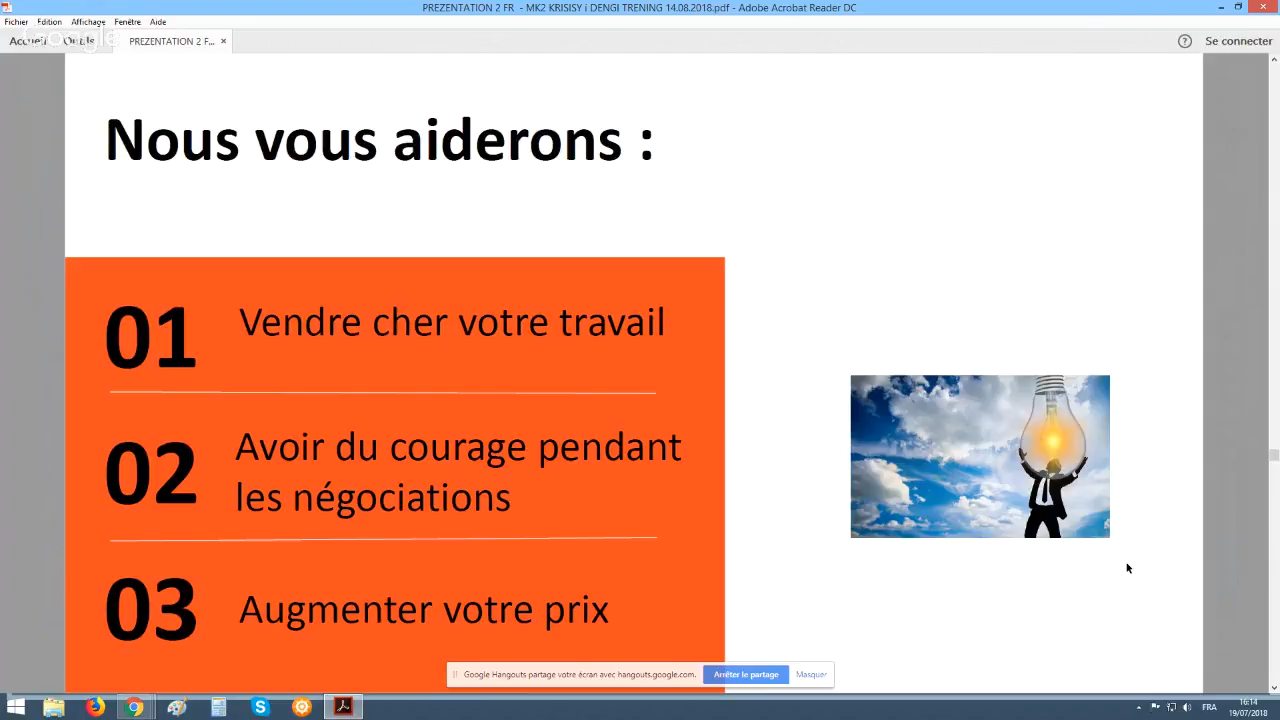 PREZENTATION 2 FR - MK2 KRISISY i DENGI TRENING 14.08.2018.pdf - Adobe Acrobat Reader DC
Fichier Edition Affichage Fenêtre Aide
Google
Accueil Outils PREZENTATION 2 F... × ? Se connecter
Nous vous aiderons :
01 Vendre cher votre travail
02 Avoir du courage pendant
les négociations
03 Augmenter votre prix
Google Hangouts partage votre écran avec hangouts.google.com. Arrêter le partage Masquer
FRA 16:14
19/07/2018